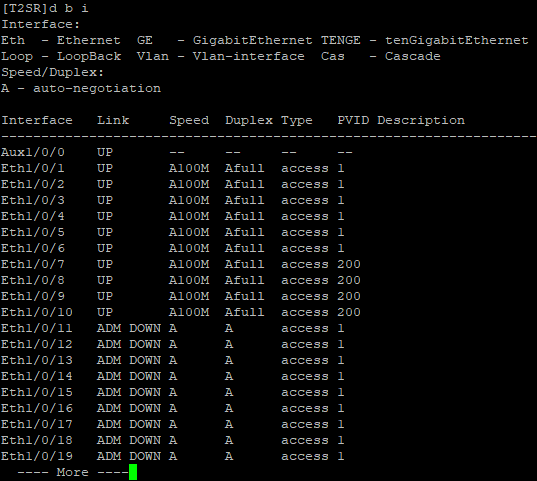 [T2SR]d b i
Interface:
Eth  - Ethernet  GE   - GigabitEthernet TENGE - tenGigabitEthernet
Loop - LoopBack  Vlan - Vlan-interface  Cas   - Cascade
Speed/Duplex:
A - auto-negotiation
Interface   Link     Speed  Duplex Type   PVID Description
--------------------------------------------------------------------------------
Aux1/0/0    UP       --     --     --     --
Eth1/0/1    UP       A100M  Afull  access 1
Eth1/0/2    UP       A100M  Afull  access 1
Eth1/0/3    UP       A100M  Afull  access 1
Eth1/0/4    UP       A100M  Afull  access 1
Eth1/0/5    UP       A100M  Afull  access 1
Eth1/0/6    UP       A100M  Afull  access 1
Eth1/0/7    UP       A100M  Afull  access 200
Eth1/0/8    UP       A100M  Afull  access 200
Eth1/0/9    UP       A100M  Afull  access 200
Eth1/0/10   UP       A100M  Afull  access 200
Eth1/0/11   ADM DOWN A      A      access 1
Eth1/0/12   ADM DOWN A      A      access 1
Eth1/0/13   ADM DOWN A      A      access 1
Eth1/0/14   ADM DOWN A      A      access 1
Eth1/0/15   ADM DOWN A      A      access 1
Eth1/0/16   ADM DOWN A      A      access 1
Eth1/0/17   ADM DOWN A      A      access 1
Eth1/0/18   ADM DOWN A      A      access 1
Eth1/0/19   ADM DOWN A      A      access 1
  ---- More ----